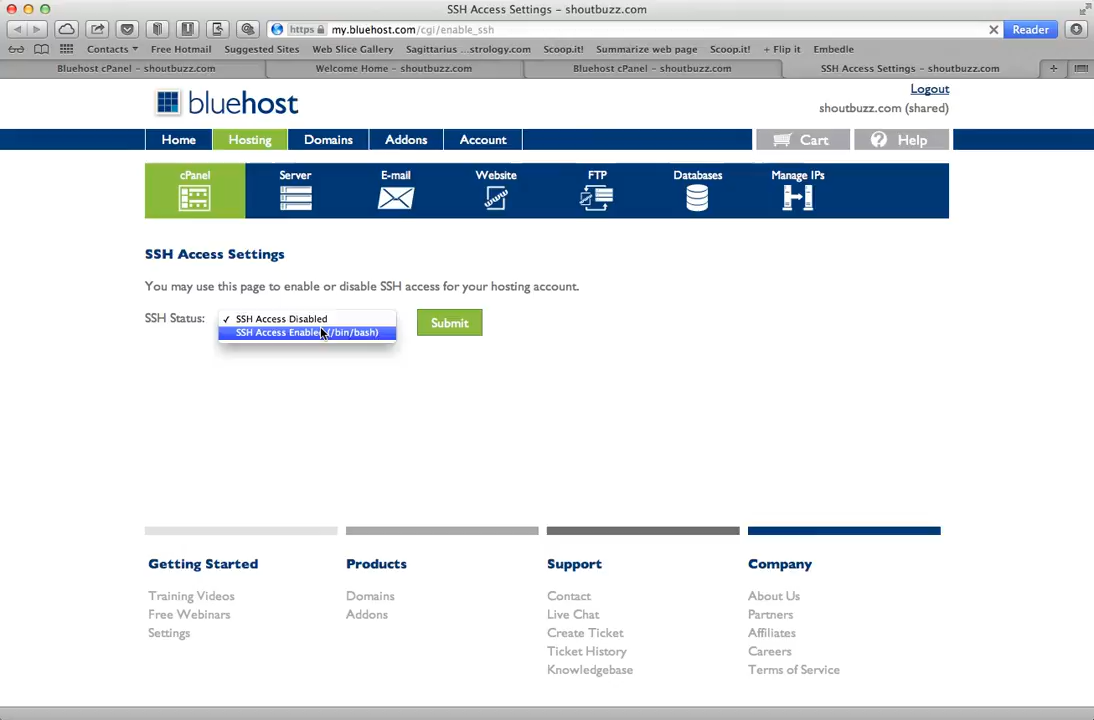 SSH Access Settings – shoutbuzz.com
https my.bluehost.com/cgi/enable_ssh
Reader
Contacts Free Hotmail Suggested Sites Web Slice Gallery Sagittarius ...strology.com Scoop.it! Summarize web page Scoop.it! + Flip it Embedle
Bluehost cPanel – shoutbuzz.com Welcome Home – shoutbuzz.com Bluehost cPanel – shoutbuzz.com SSH Access Settings – shoutbuzz.com
Logout
bluehost
shoutbuzz.com (shared)
Home Hosting Domains Addons Account Cart Help
cPanel Server E-mail Website FTP Databases Manage IPs
www
SSH Access Settings
You may use this page to enable or disable SSH access for your hosting account.
SSH Status: ✓ SSH Access Disabled
SSH Access Enabled (/bin/bash)
Submit
Getting Started Products Support Company
Training Videos Domains Contact About Us
Free Webinars Addons Live Chat Partners
Settings Create Ticket Affiliates
Ticket History Careers
Knowledgebase Terms of Service